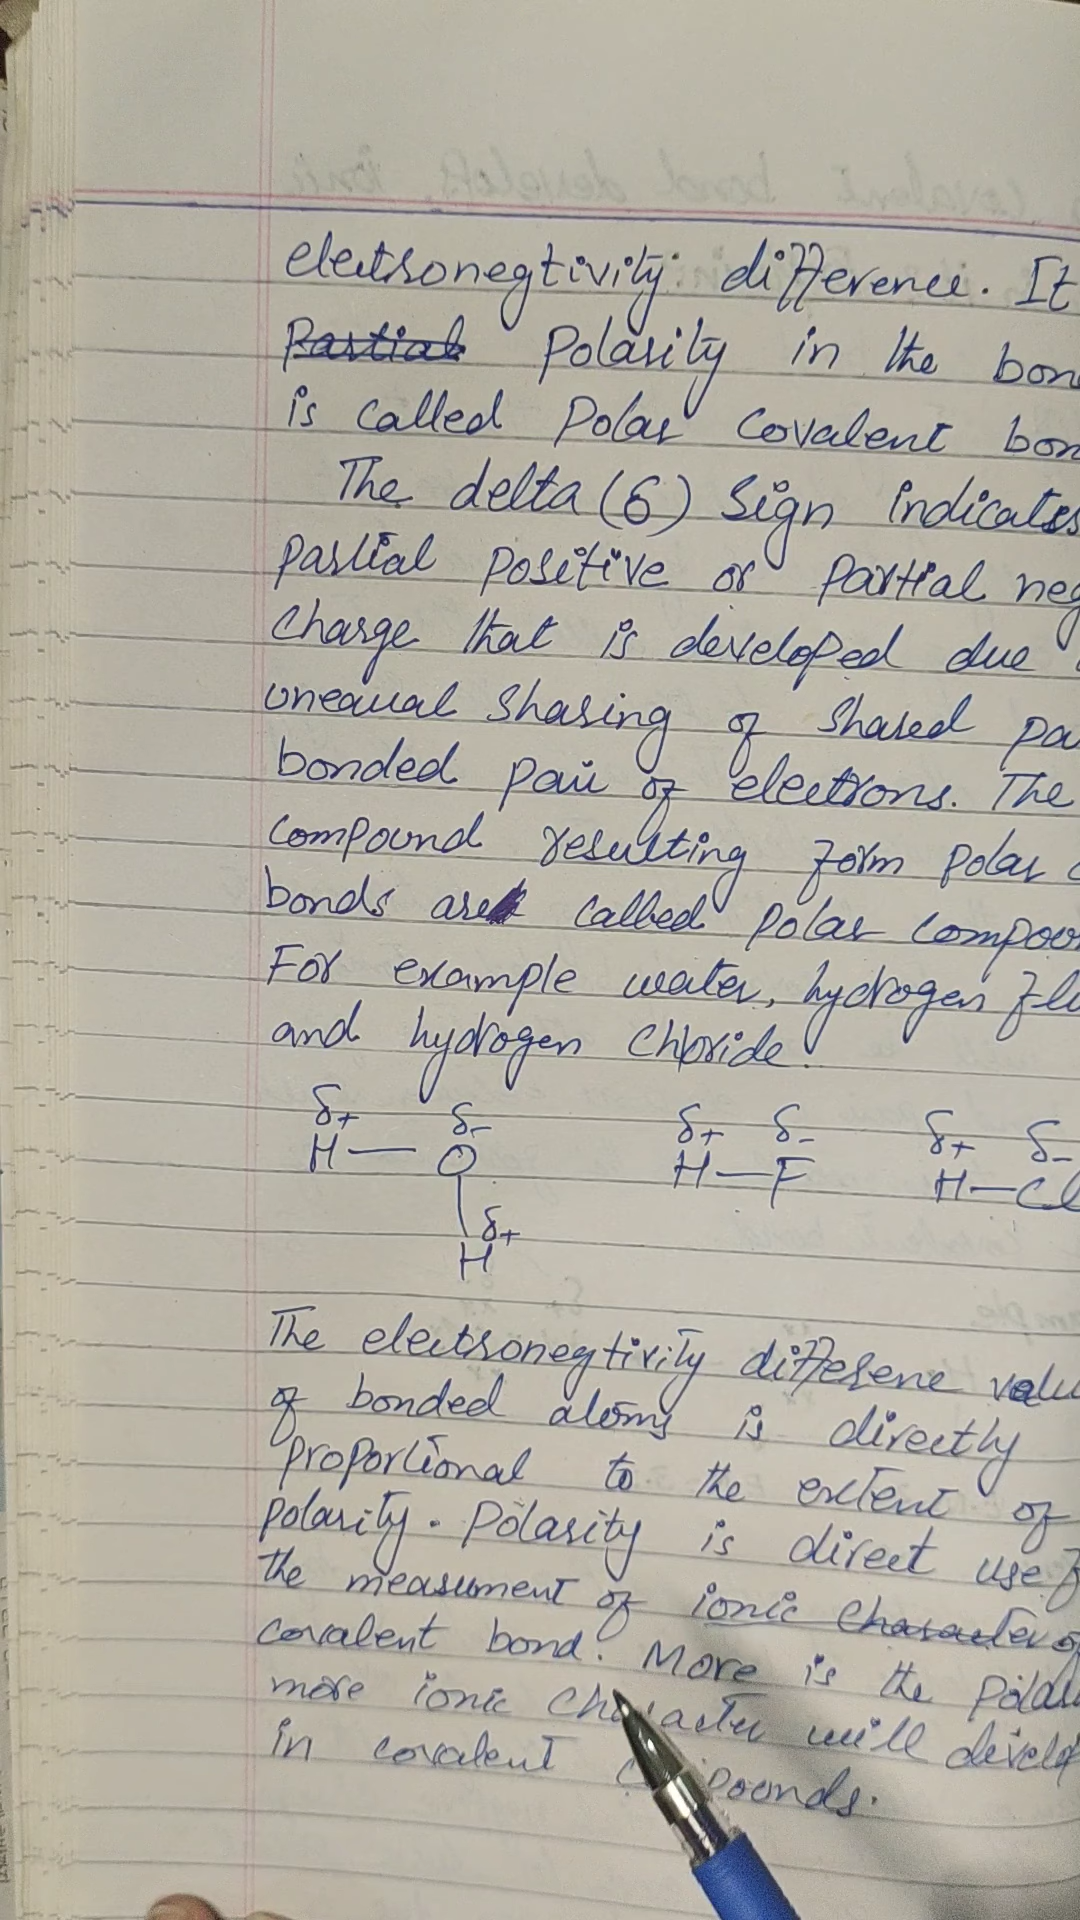 electronegtivity difference. It
Partial Polarity in the bon
is called Polar Covalent bon
The delta (δ) Sign indicates
partial positive or partial neg
Charge that is developed due
unequal Sharing of Shared pa
bonded pair of electrons. The
compound resulting form polar c
bonds are called polar compou
For example water, hydrogen flu
and hydrogen Chloride.
δ+ δ- δ+ δ- δ+ δ-
H—O H—F H—Cl
δ+
H
The electronegtivity differene valu
of bonded atoms is directly
proportional to the extent of
polarity. Polarity is direct use f
the measument of ionic Character of
covalent bond. More is the Polar
more ionic Character will develop
in covalent c poonds.